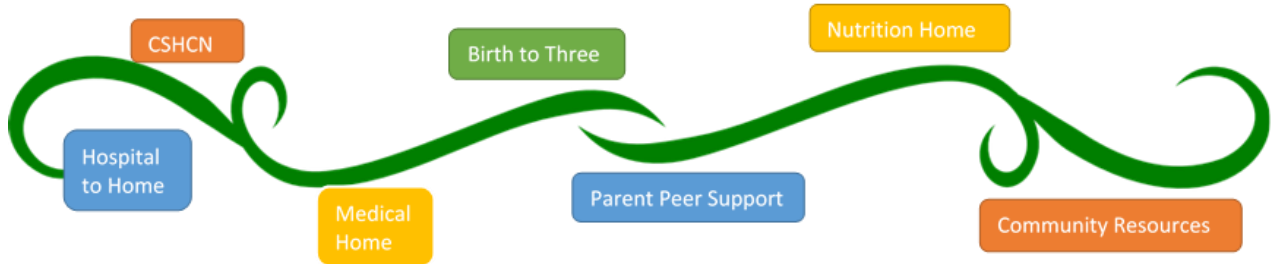 CSHCN
Hospital
to Home
Medical
Home
Birth to Three
Parent Peer Support
Nutrition Home
Community Resources